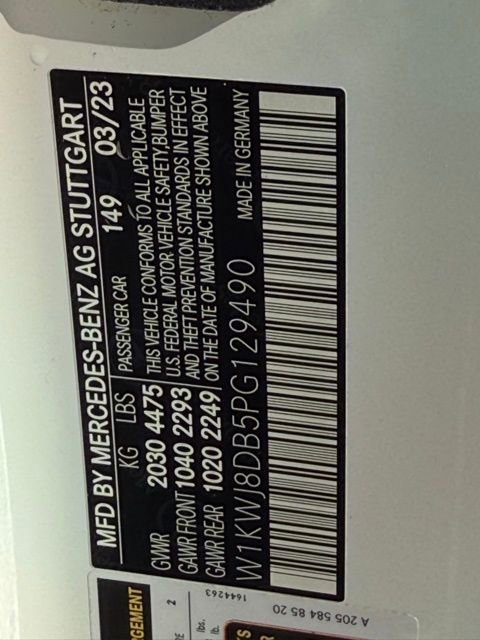 MFD BY MERCEDES-BENZ AG STUTTGART
KG LBS PASSENGER CAR 149 03/23
GVWR 2030 4475 THIS VEHICLE CONFORMS TO ALL APPLICABLE
GAWR FRONT 1040 2293 U.S. FEDERAL MOTOR VEHICLE SAFETY,BUMPER
GAWR REAR 1020 2249 AND THEFT PREVENTION STANDARDS IN EFFECT
ON THE DATE OF MANUFACTURE SHOWN ABOVE
W1KWJ8DB5PG129490 MADE IN GERMANY
2
lbs.
lb.
1644263
A 205 584 85 20